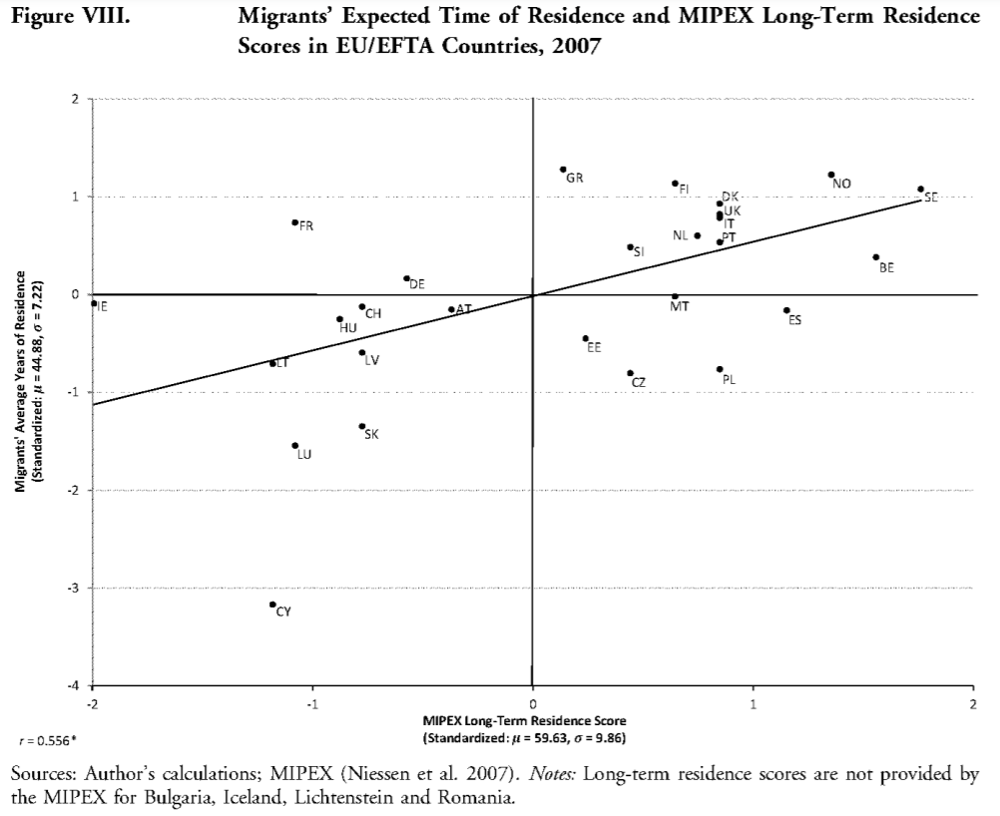 Figure VIII. Migrants' Expected Time of Residence and MIPEX Long-Term Residence
Scores in EU/EFTA Countries, 2007
Migrants' Average Years of Residence
(Standardized: μ = 44.88, σ = 7.22)
2
1
0
-1
-2
-3
-4
GR
FI
NO
SE
DK
UK
IT
PT
NL
SI
BE
FR
DE
IE
CH
AT
HU
MT
ES
EE
LT
LV
CZ
PL
SK
LU
CY
-2
-1
0
1
2
MIPEX Long-Term Residence Score
(Standardized: μ = 59.63, σ = 9.86)
r = 0.556*
Sources: Author's calculations; MIPEX (Niessen et al. 2007). Notes: Long-term residence scores are not provided by
the MIPEX for Bulgaria, Iceland, Lichtenstein and Romania.